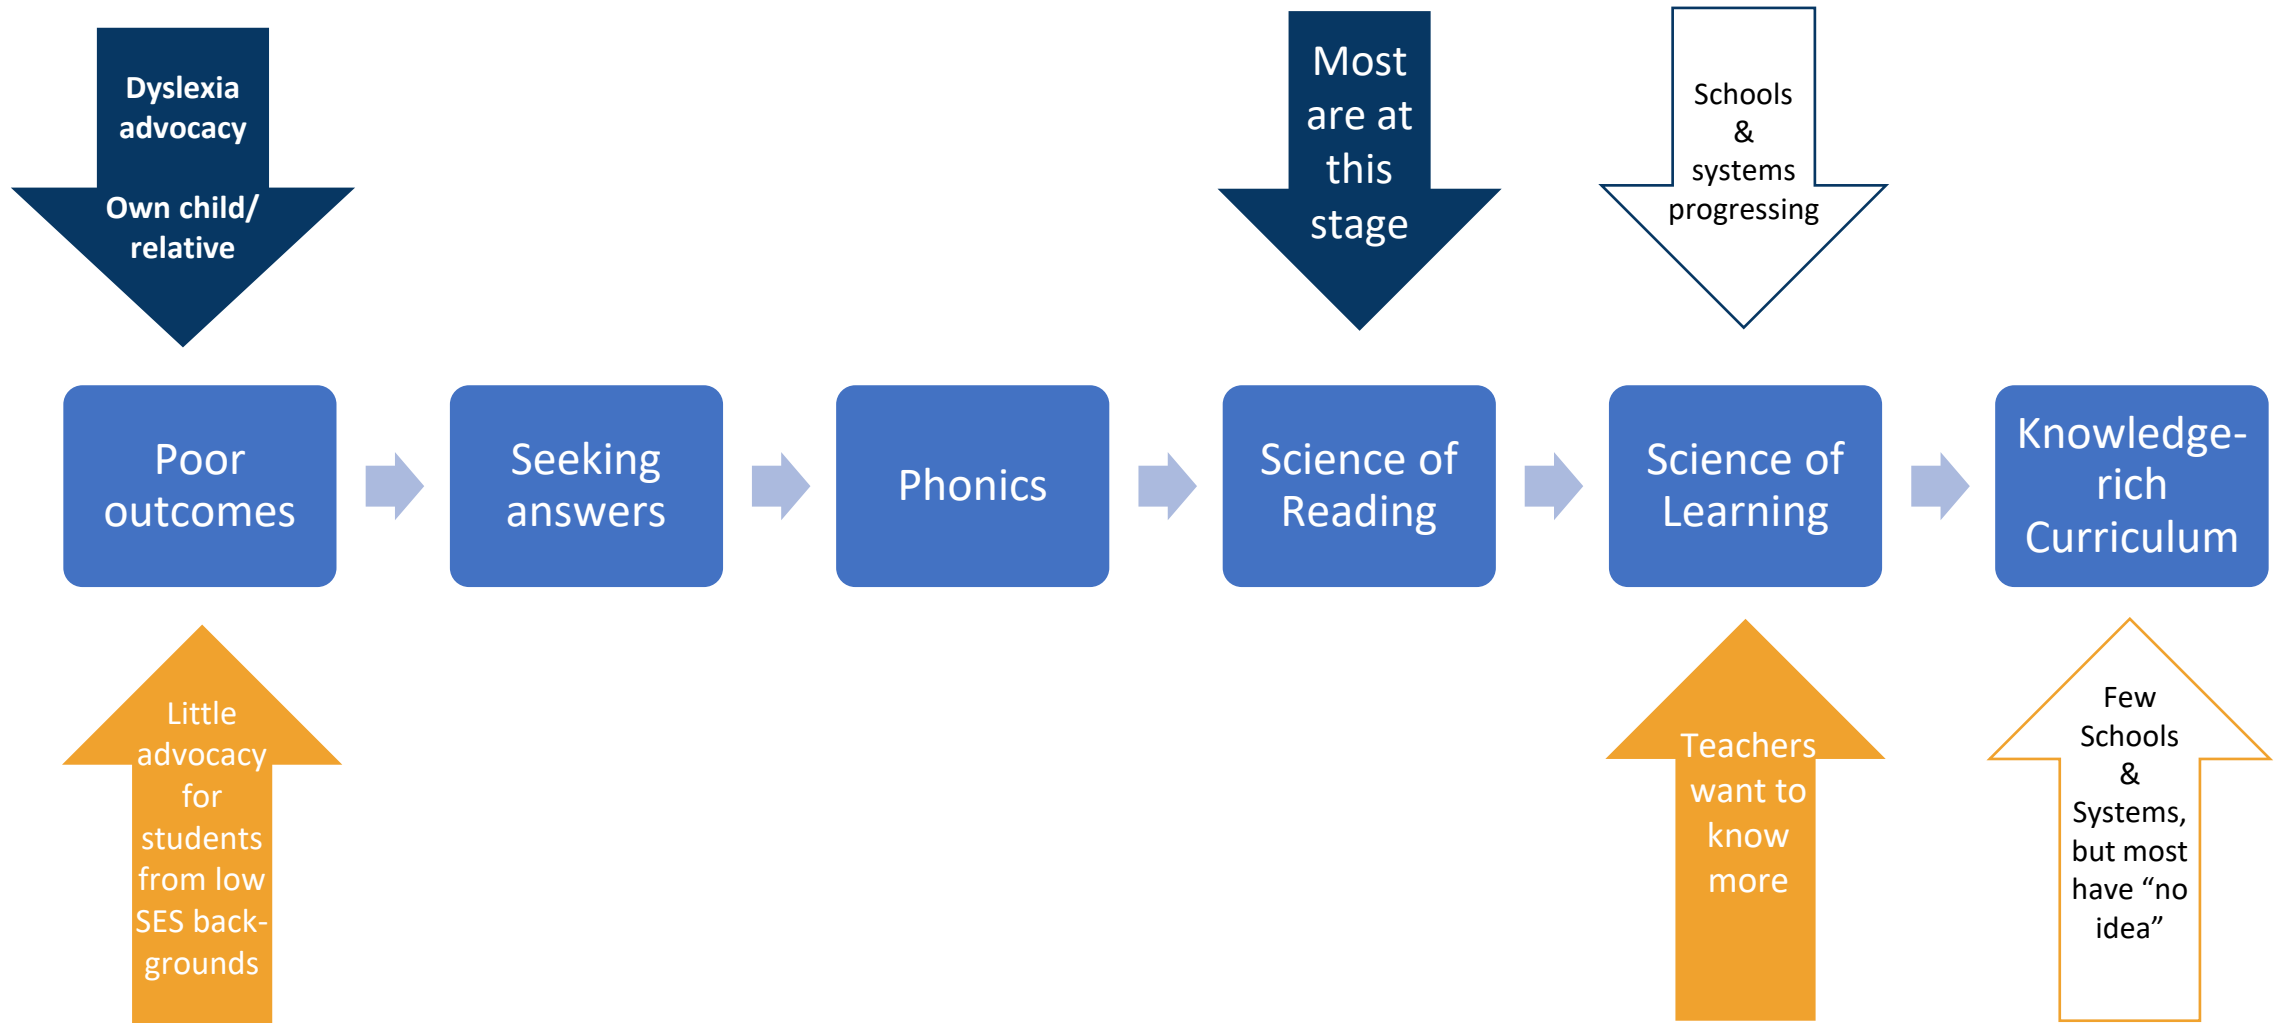 Dyslexia
advocacy
Own child/
relative
Most
are at
this
stage
Schools
&
systems
progressing
Poor
outcomes
Seeking
answers
Phonics
Science of
Reading
Science of
Learning
Knowledge-
rich
Curriculum
Little
advocacy
for
students
from low
SES back-
grounds
Teachers
want to
know
more
Few
Schools
&
Systems,
but most
have “no
idea”